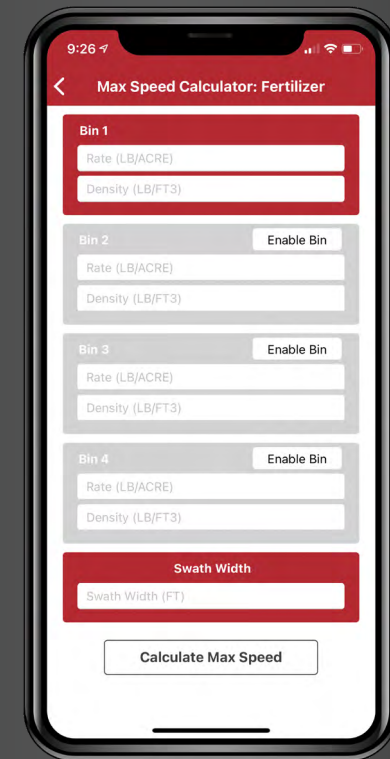 9:26
Max Speed Calculator: Fertilizer
Bin 1
Rate (LB/ACRE)
Density (LB/FT3)
Bin 2 Enable Bin
Rate (LB/ACRE)
Density (LB/FT3)
Bin 3 Enable Bin
Rate (LB/ACRE)
Density (LB/FT3)
Bin 4 Enable Bin
Rate (LB/ACRE)
Density (LB/FT3)
Swath Width
Swath Width (FT)
Calculate Max Speed